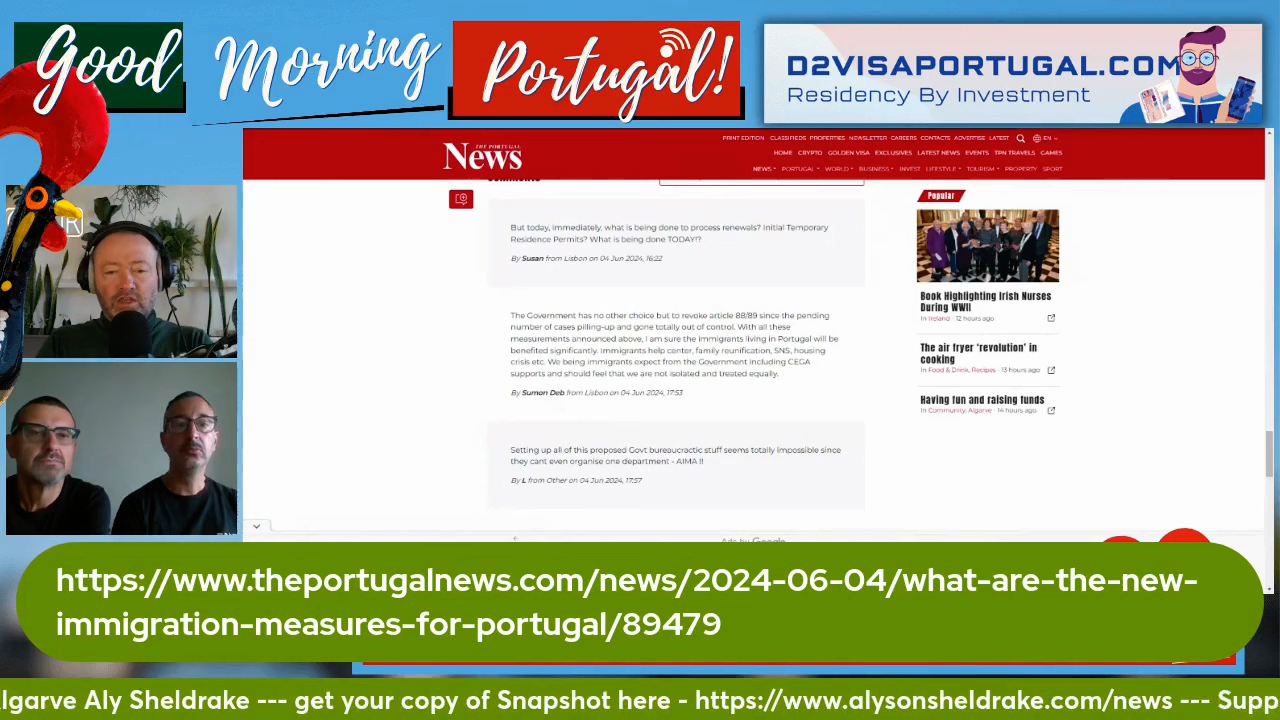 Good Morning Portugal!
D2VISAPORTUGAL.COM
Residency By Investment
PRINT EDITION CLASSIFIEDS PROPERTIES NEWSLETTER CAREERS CONTACTS ADVERTISE LATEST EN
THE PORTUGAL
News
HOME CRYPTO GOLDEN VISA EXCLUSIVES LATEST NEWS EVENTS TPN TRAVELS GAMES
NEWS PORTUGAL WORLD BUSINESS INVEST LIFESTYLE TOURISM PROPERTY SPORT
But today, immediately, what is being done to process renewals? Initial Temporary
Residence Permits? What is being done TODAY!?
By Susan from Lisbon on 04 Jun 2024, 16:22
The Government has no other choice but to revoke article 88/89 since the pending
number of cases pilling-up and gone totally out of control. With all these
measurements announced above, I am sure the immigrants living in Portugal will be
benefited significantly. Immigrants help center, family reunification, SNS, housing
crisis etc. We being immigrants expect from the Government including CEGA
supports and should feel that we are not isolated and treated equally.
By Sumon Deb from Lisbon on 04 Jun 2024, 17:53
Setting up all of this proposed Govt bureaucractic stuff seems totally impossible since
they cant even organise one department - AIMA !!
By L from Other on 04 Jun 2024, 17:57
Popular
Book Highlighting Irish Nurses
During WWII
In Ireland · 12 hours ago
The air fryer ‘revolution’ in
cooking
In Food & Drink, Recipes · 13 hours ago
Having fun and raising funds
In Community, Algarve · 14 hours ago
Ads by Google
https://www.theportugalnews.com/news/2024-06-04/what-are-the-new-
immigration-measures-for-portugal/89479
lgarve Aly Sheldrake --- get your copy of Snapshot here - https://www.alysonsheldrake.com/news --- Supp